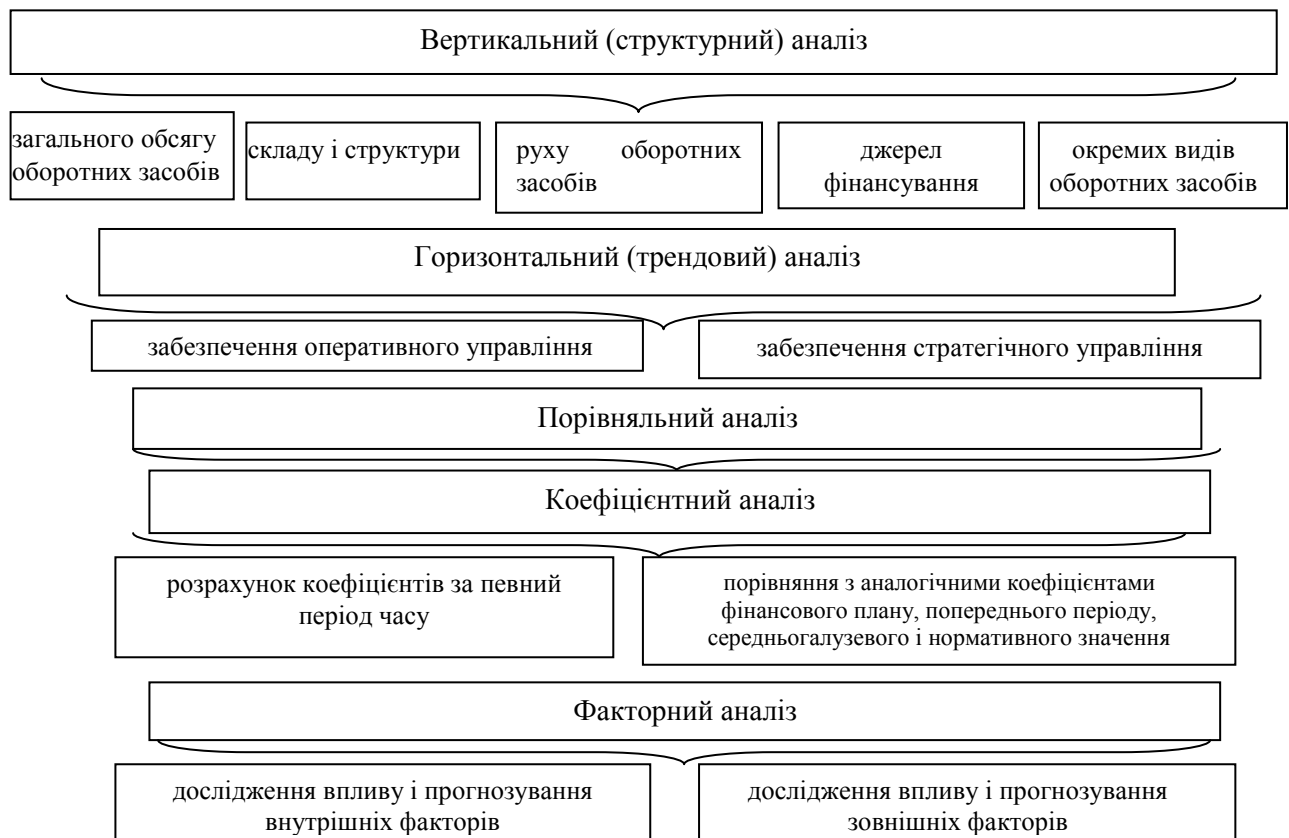 Вертикальний (структурний) аналіз
загального обсягу
оборотних засобів
складу і структури
руху оборотних
засобів
джерел
фінансування
окремих видів
оборотних засобів
Горизонтальний (трендовий) аналіз
забезпечення оперативного управління
забезпечення стратегічного управління
Порівняльний аналіз
Коефіцієнтний аналіз
розрахунок коефіцієнтів за певний
період часу
порівняння з аналогічними коефіцієнтами
фінансового плану, попереднього періоду,
середньогалузевого і нормативного значення
Факторний аналіз
дослідження впливу і прогнозування
внутрішніх факторів
дослідження впливу і прогнозування
зовнішніх факторів